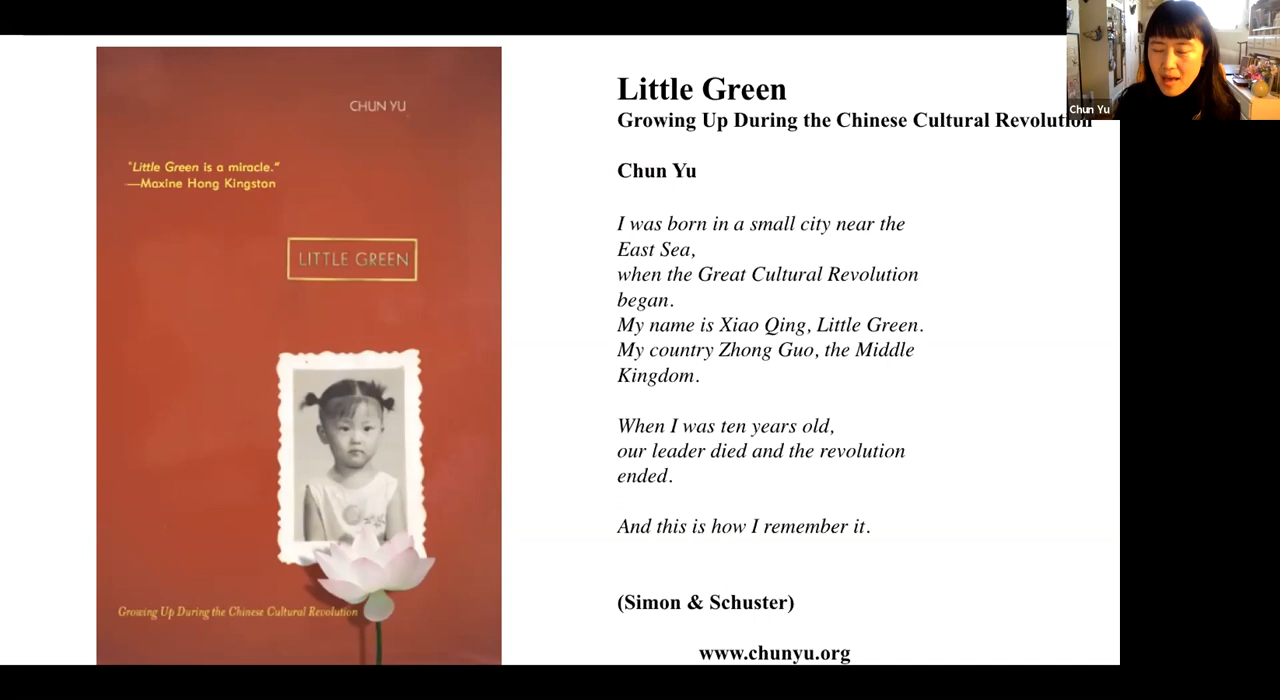 CHUN YU
"Little Green is a miracle."
—Maxine Hong Kingston
LITTLE GREEN
Growing Up During the Chinese Cultural Revolution
Little Green
Growing Up During the Chinese Cultural Revolution
Chun Yu
I was born in a small city near the
East Sea,
when the Great Cultural Revolution
began.
My name is Xiao Qing, Little Green.
My country Zhong Guo, the Middle
Kingdom.
When I was ten years old,
our leader died and the revolution
ended.
And this is how I remember it.
(Simon & Schuster)
www.chunyu.org
Chun Yu